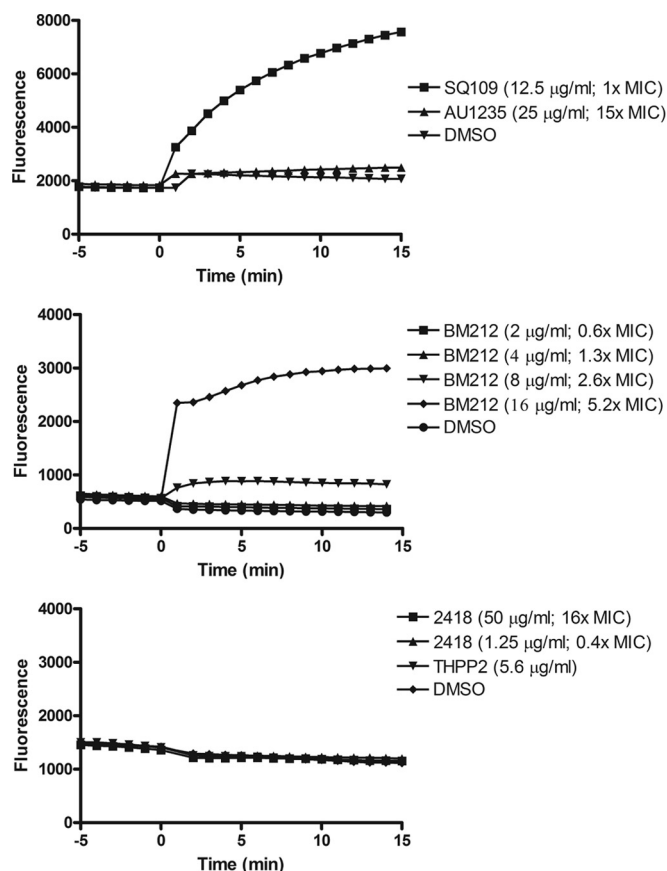 8000
6000
4000
2000
0
Fluorescence
-5 0 5 10 15
Time (min)
SQ109 (12.5 μg/ml; 1x MIC)
AU1235 (25 μg/ml; 15x MIC)
DMSO
4000
3000
2000
1000
0
Fluorescence
-5 0 5 10 15
Time (min)
BM212 (2 μg/ml; 0.6x MIC)
BM212 (4 μg/ml; 1.3x MIC)
BM212 (8 μg/ml; 2.6x MIC)
BM212 (16 μg/ml; 5.2x MIC)
DMSO
4000
3000
2000
1000
0
Fluorescence
-5 0 5 10 15
Time (min)
2418 (50 μg/ml; 16x MIC)
2418 (1.25 μg/ml; 0.4x MIC)
THPP2 (5.6 μg/ml)
DMSO